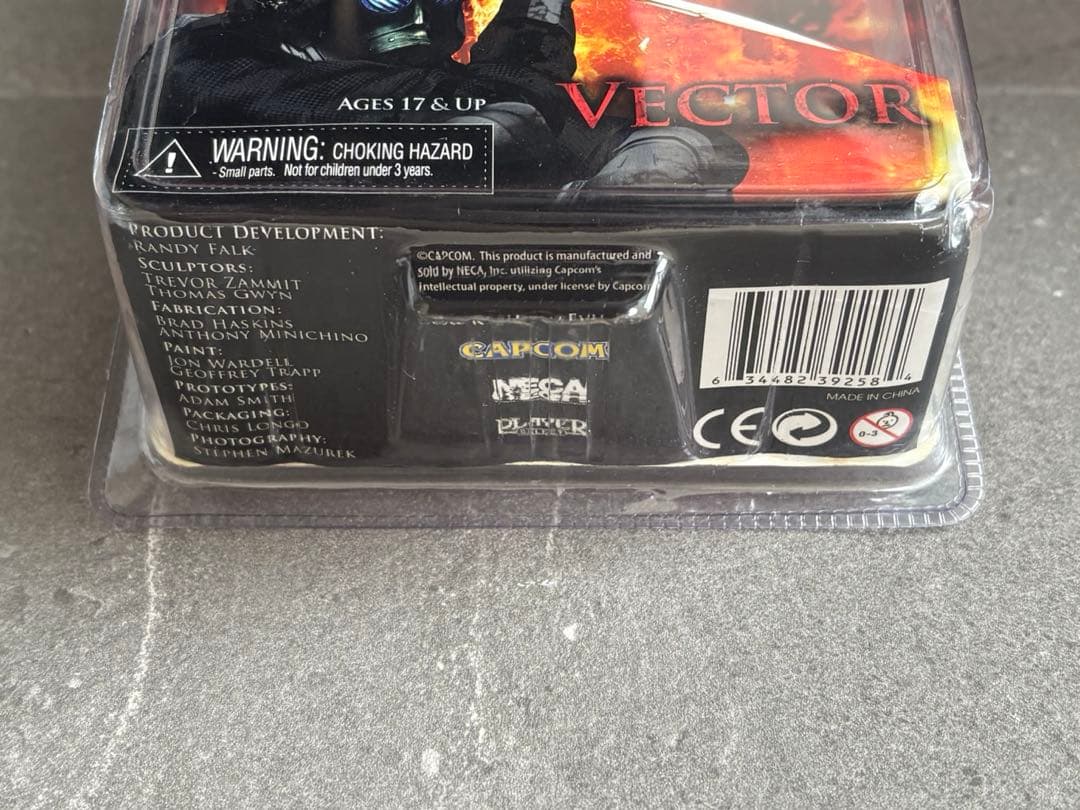 VECTOR
AGES 17 & UP
WARNING: CHOKING HAZARD
- Small parts. Not for children under 3 years.
PRODUCT DEVELOPMENT:
RANDY FALK
SCULPTORS:
TREVOR ZAMMIT
THOMAS GWYN
FABRICATION:
BRAD HASKINS
ANTHONY MINICHINO
PAINT:
JON WARDELL
GEOFFREY TRAPP
PROTOTYPES:
ADAM SMITH
PACKAGING:
CHRIS LONGO
PHOTOGRAPHY:
STEPHEN MAZUREK
©CAPCOM. This product is manufactured and
sold by NECA, Inc. utilizing Capcom's
intellectual property, under license by Capcom
CAPCOM
NECA
PLAYER
SELECT
6 34482 39258 4
MADE IN CHINA
CE
0-3